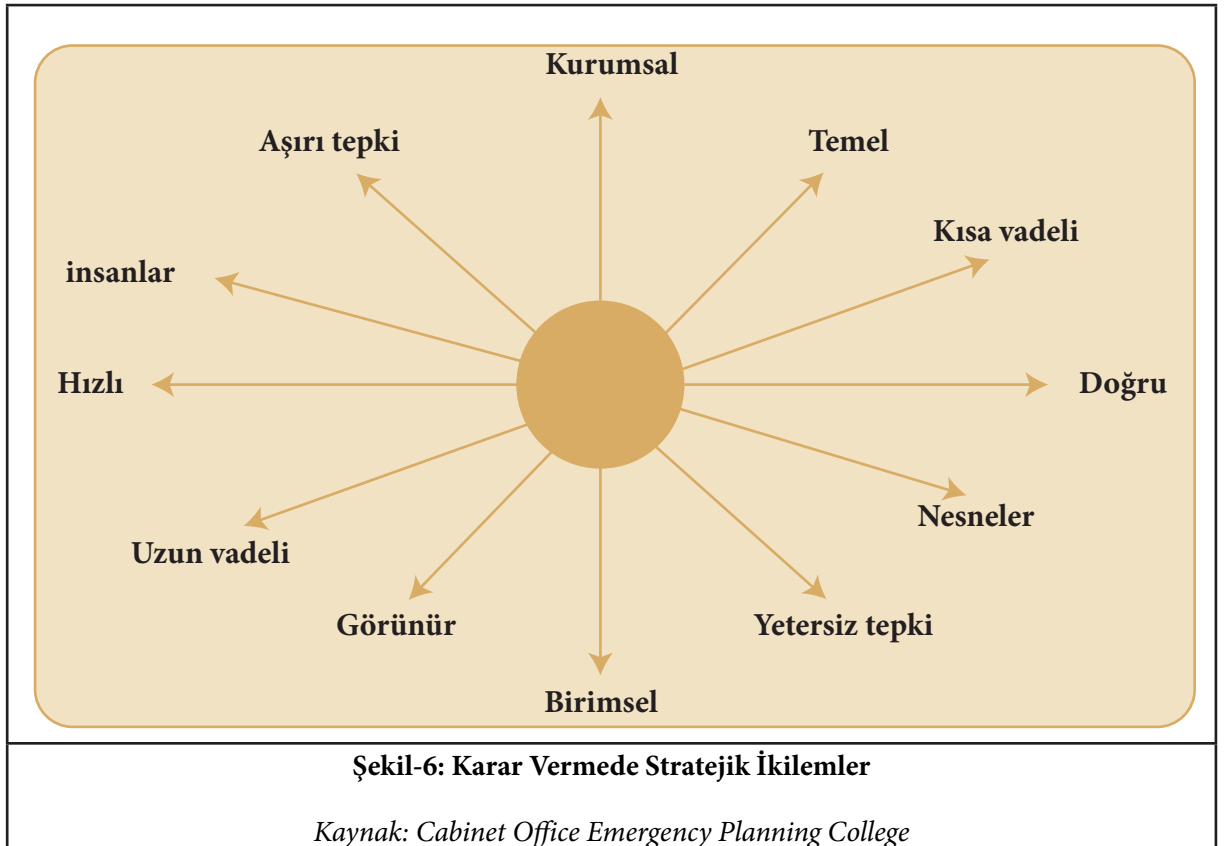 Kurumsal
Aşırı tepki
Temel
Kısa vadeli
insanlar
Hızlı
Doğru
Nesneler
Uzun vadeli
Görünür
Yetersiz tepki
Birimsel
Şekil-6: Karar Vermede Stratejik İkilemler
Kaynak: Cabinet Office Emergency Planning College